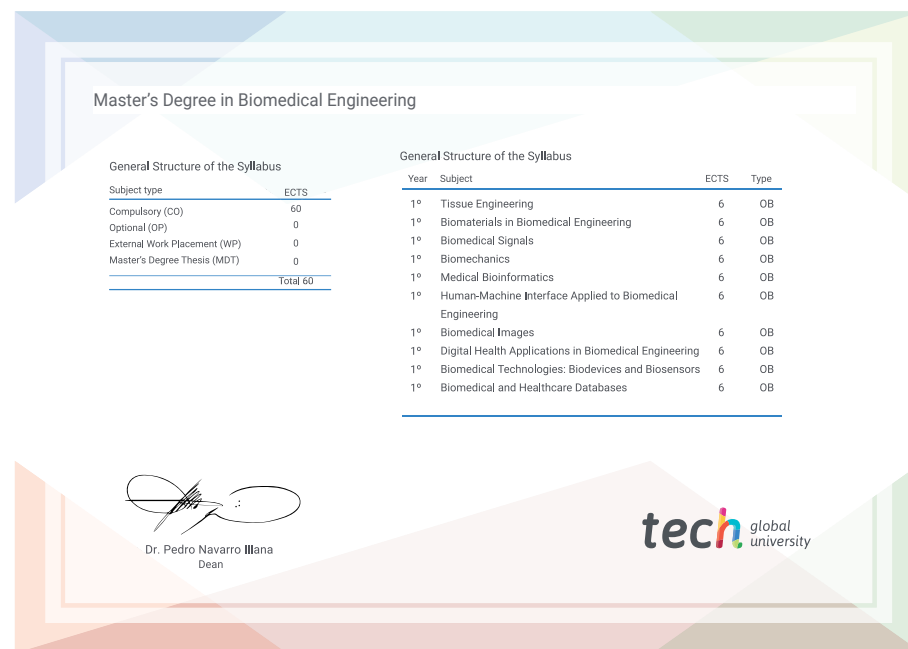 Master's Degree in Biomedical Engineering
General Structure of the Syllabus
Subject type ECTS
Compulsory (CO) 60
Optional (OP) 0
External Work Placement (WP) 0
Master's Degree Thesis (MDT) 0
Total 60
General Structure of the Syllabus
Year Subject ECTS Type
1º Tissue Engineering 6 OB
1º Biomaterials in Biomedical Engineering 6 OB
1º Biomedical Signals 6 OB
1º Biomechanics 6 OB
1º Medical Bioinformatics 6 OB
1º Human-Machine Interface Applied to Biomedical 6 OB
Engineering
1º Biomedical Images 6 OB
1º Digital Health Applications in Biomedical Engineering 6 OB
1º Biomedical Technologies: Biodevices and Biosensors 6 OB
1º Biomedical and Healthcare Databases 6 OB
Dr. Pedro Navarro Illana
Dean
tech global
university